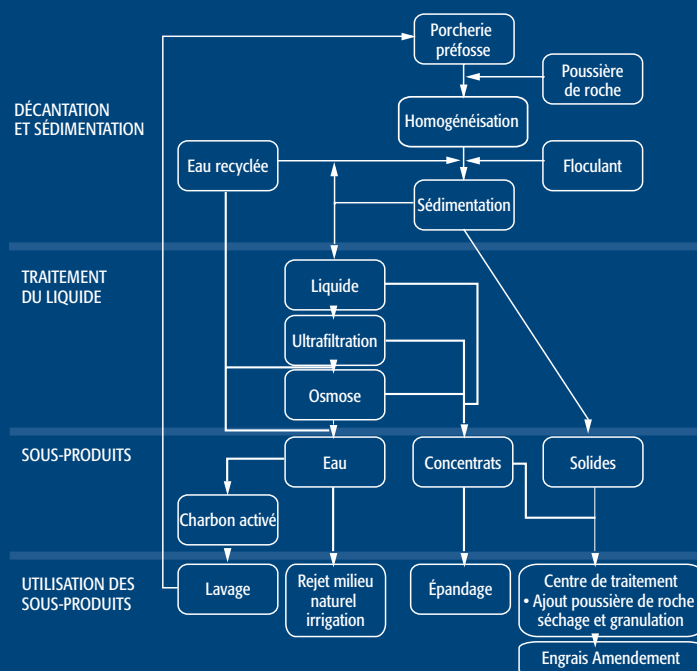 Porcherie
préfosse
Poussière
de roche
DÉCANTATION
ET SÉDIMENTATION
Homogénéisation
Eau recyclée
Floculant
Sédimentation
TRAITEMENT
DU LIQUIDE
Liquide
Ultrafiltration
Osmose
SOUS-PRODUITS
Eau
Concentrats
Solides
Charbon activé
UTILISATION DES
SOUS-PRODUITS
Lavage
Rejet milieu
naturel
irrigation
Épandage
Centre de traitement
• Ajout poussière de roche
séchage et granulation
Engrais Amendement